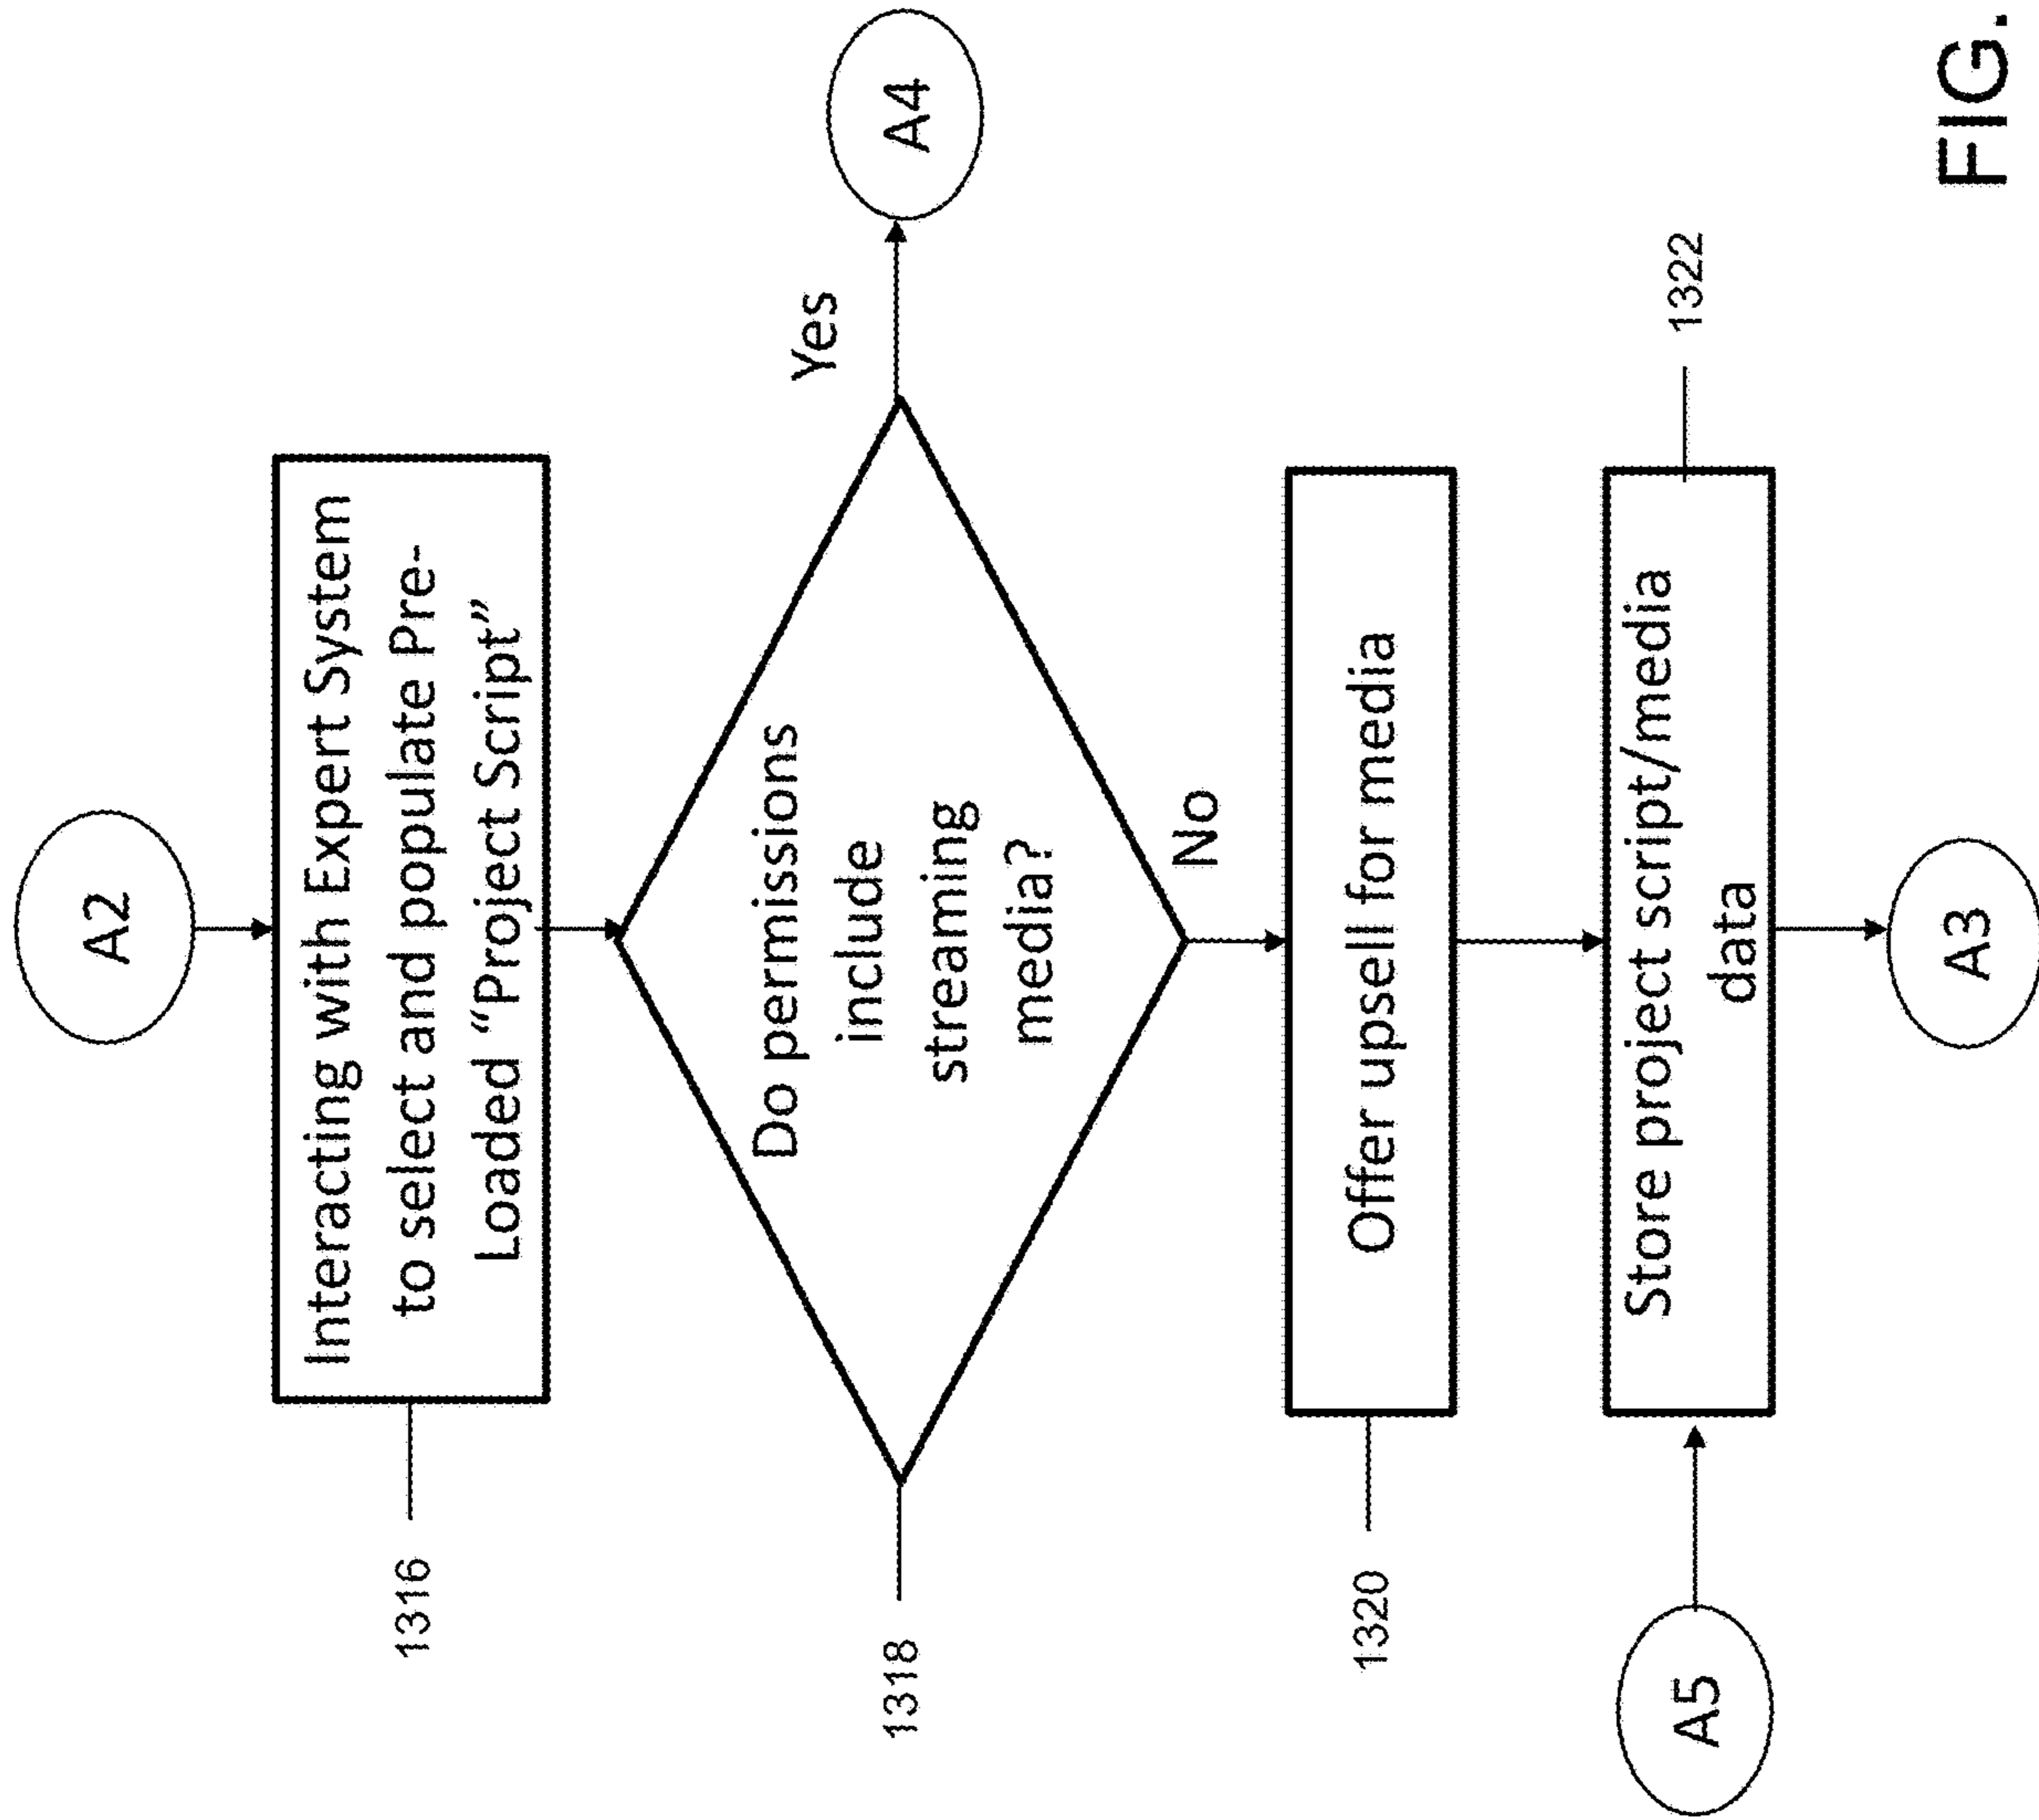 A2
1316
Interacting with Expert System
to select and populate Pre-
Loaded “Project Script”
1318
Do permissions
include
streaming
media?
Yes
A4
No
1320
Offer upsell for media
A5
Store project script/media
data
1322
A3
FIG.